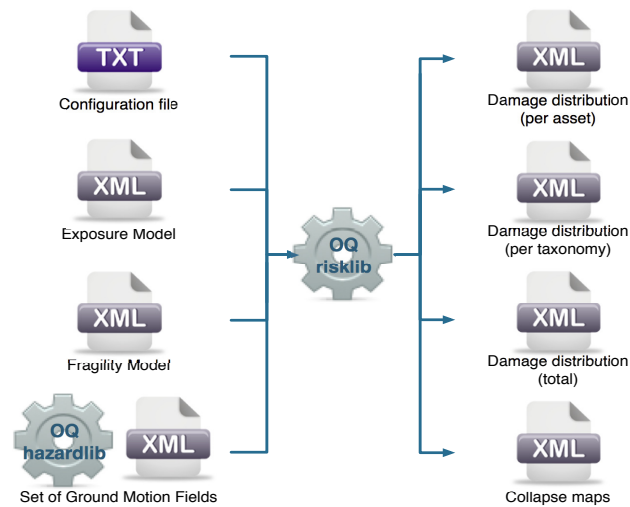 TXT
Configuration file
XML
Exposure Model
XML
Fragility Model
OQ
hazardlib
XML
Set of Ground Motion Fields
OQ
risklib
XML
Damage distribution
(per asset)
XML
Damage distribution
(per taxonomy)
XML
Damage distribution
(total)
XML
Collapse maps